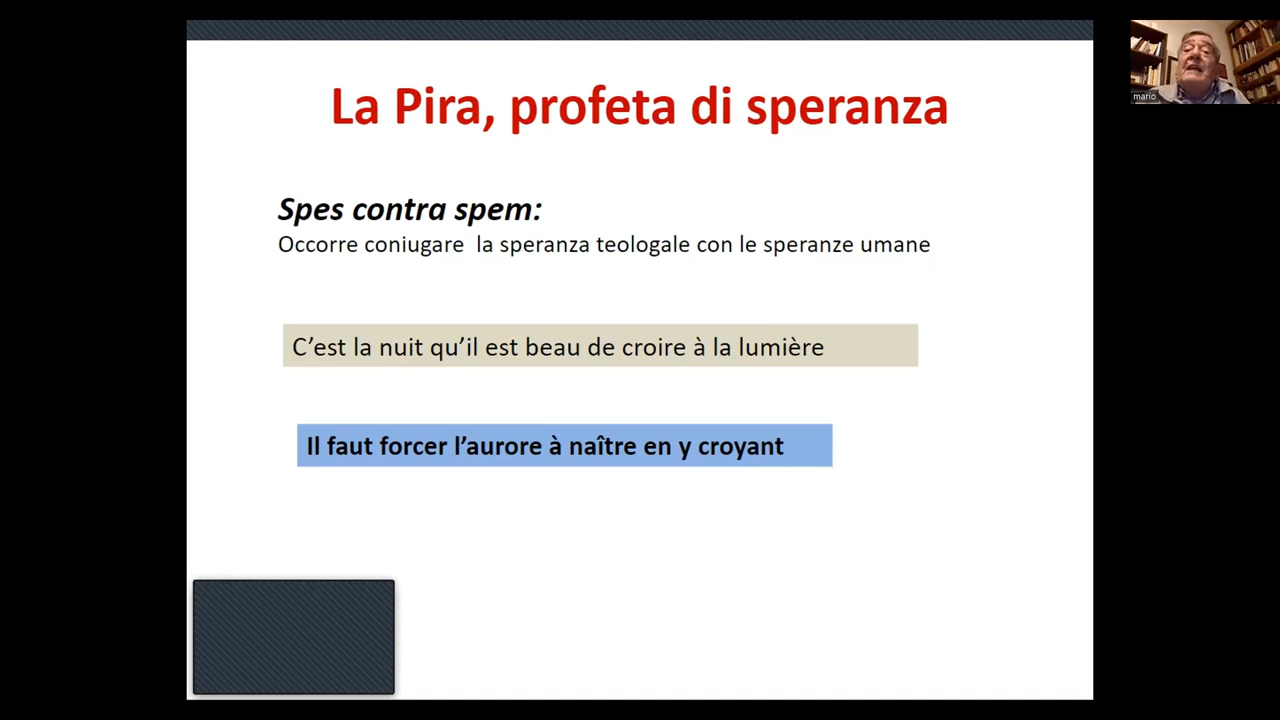 La Pira, profeta di speranza
Spes contra spem:
Occorre coniugare la speranza teologale con le speranze umane
C’est la nuit qu’il est beau de croire à la lumière
Il faut forcer l’aurore à naître en y croyant
mario